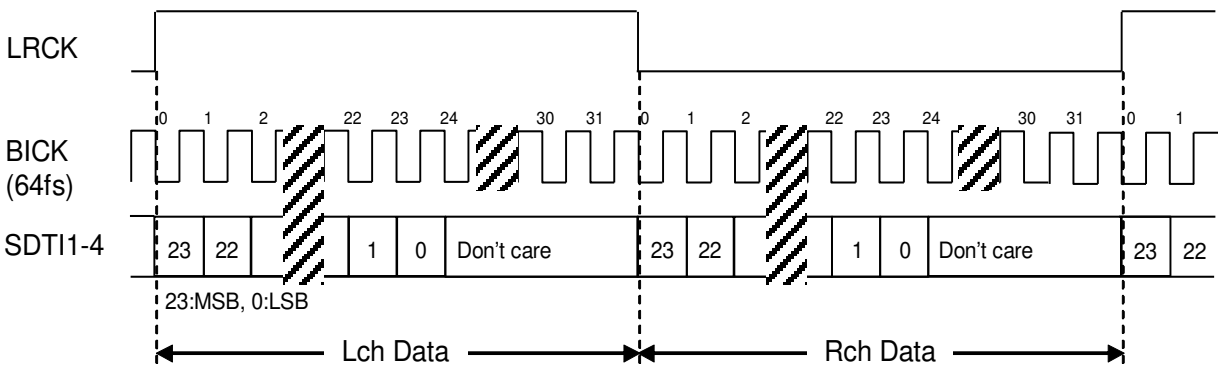 LRCK
0 1 2 22 23 24 30 31 0 1 2 22 23 24 30 31 0 1
BICK
(64fs)
SDTI1-4 23 22 1 0 Don't care 23 22 1 0 Don't care 23 22
23:MSB, 0:LSB
Lch Data Rch Data